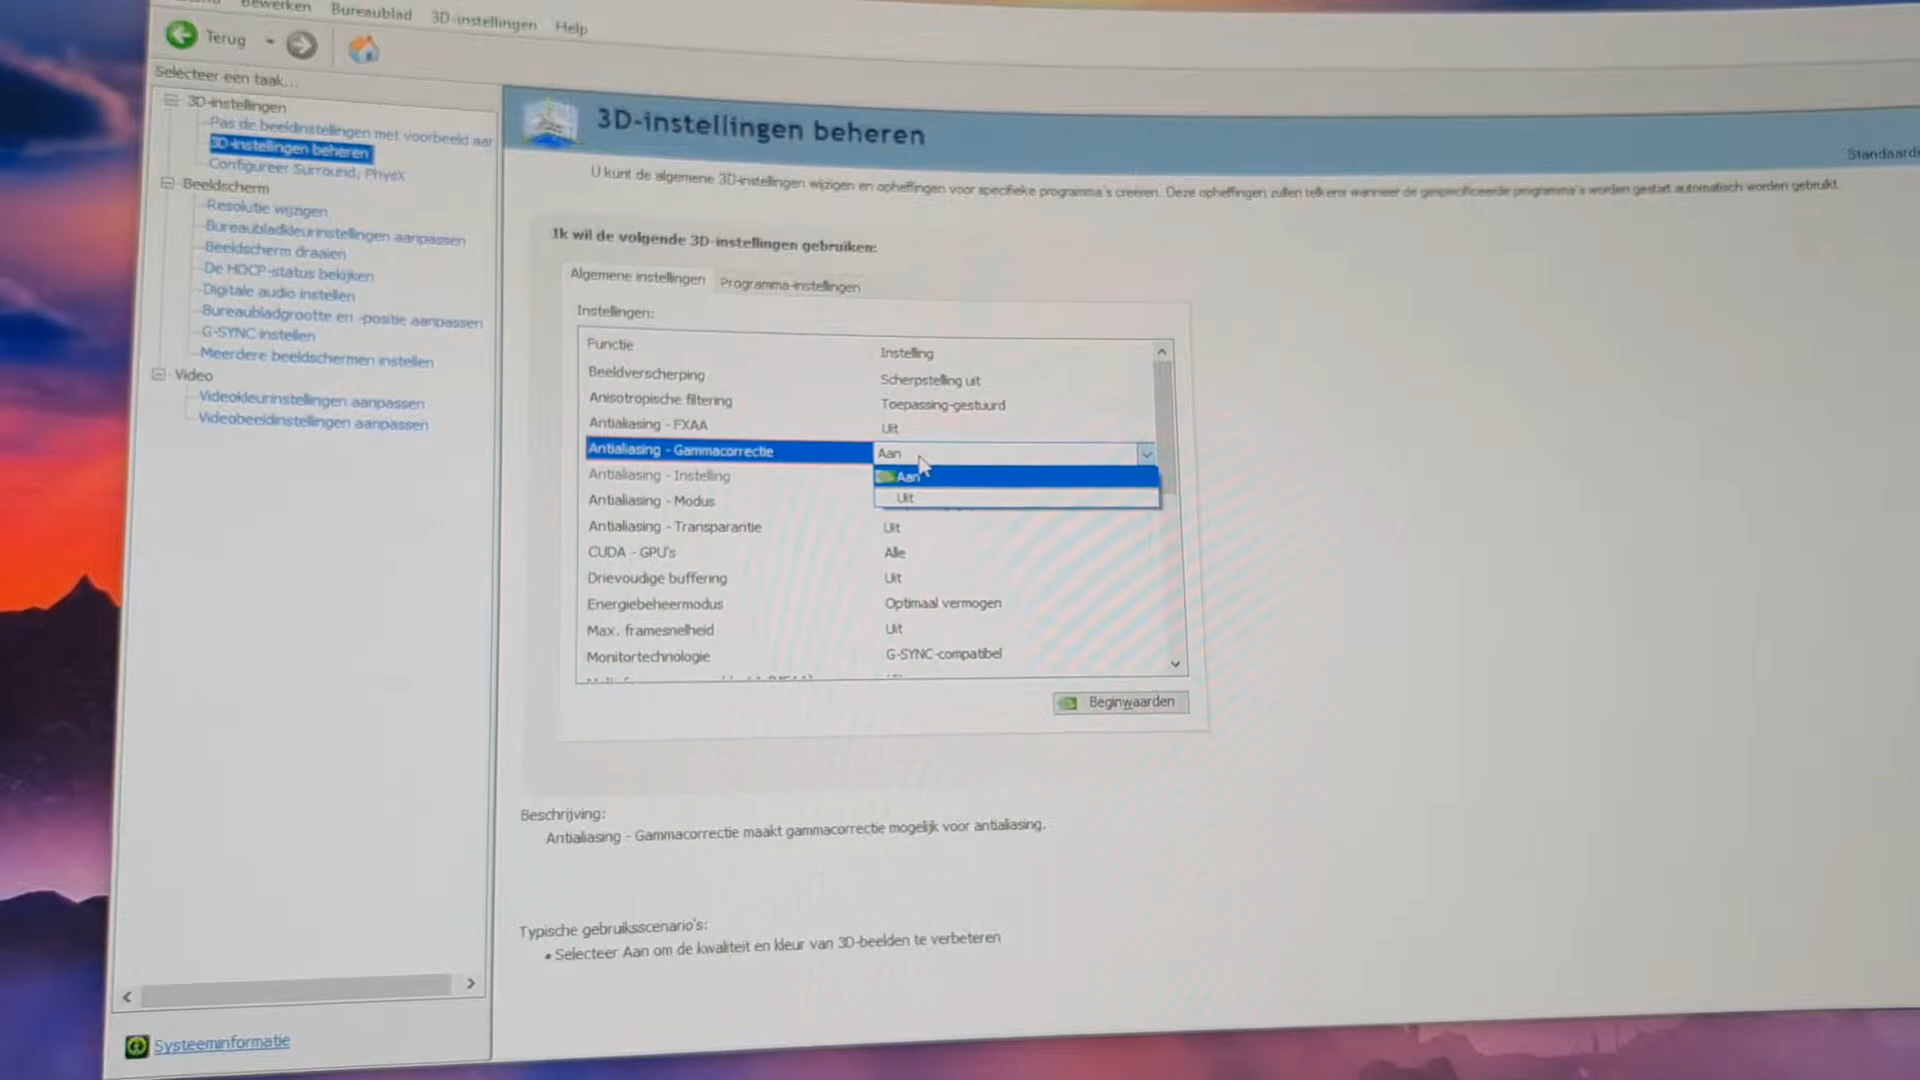 Bewerken Bureaublad 3D-instellingen Help
Terug
Selecteer een taak...
3D-instellingen
Pas de beeldinstellingen met voorbeeld aan
3D-instellingen beheren
Configureer Surround, PhysX
Beeldscherm
Resolutie wijzigen
Bureaubladkleurinstellingen aanpassen
Beeldscherm draaien
De HDCP-status bekijken
Digitale audio instellen
Bureaubladgrootte en -positie aanpassen
G-SYNC instellen
Meerdere beeldschermen instellen
Video
Videokleurinstellingen aanpassen
Videobeeldinstellingen aanpassen
Systeeminformatie
3D-instellingen beheren
Standaardi
U kunt de algemene 3D-instellingen wijzigen en opheffingen voor specifieke programma's creëren. Deze opheffingen zullen telkens wanneer de gespecificeerde programma's worden gestart automatisch worden gebruikt.
Ik wil de volgende 3D-instellingen gebruiken:
Algemene instellingen Programma-instellingen
Instellingen:
Functie Instelling
Beeldverscherping Scherpstelling uit
Anisotropische filtering Toepassing-gestuurd
Antialiasing - FXAA Uit
Antialiasing - Gammacorrectie Aan
Antialiasing - Instelling Aan
Antialiasing - Modus Uit
Antialiasing - Transparantie Uit
CUDA - GPU's Alle
Drievoudige buffering Uit
Energiebeheermodus Optimaal vermogen
Max. framesnelheid Uit
Monitortechnologie G-SYNC-compatibel
Beginwaarden
Beschrijving:
Antialiasing - Gammacorrectie maakt gammacorrectie mogelijk voor antialiasing.
Typische gebruiksscenario's:
• Selecteer Aan om de kwaliteit en kleur van 3D-beelden te verbeteren